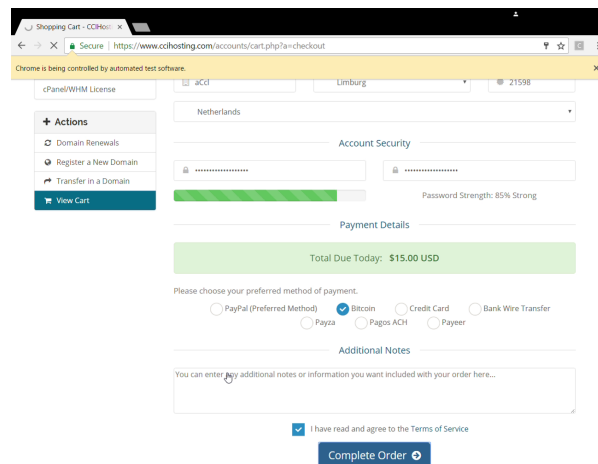 Shopping Cart - CCIHost
Secure | https://www.ccihosting.com/accounts/cart.php?a=checkout
Chrome is being controlled by automated test software.
cPanel/WHM License
aCcl
Limburg
21598
Netherlands
Actions
Domain Renewals
Register a New Domain
Transfer in a Domain
View Cart
Account Security
Password Strength: 85% Strong
Payment Details
Total Due Today: $15.00 USD
Please choose your preferred method of payment.
PayPal (Preferred Method) Bitcoin Credit Card Bank Wire Transfer
Payza Pagos ACH Payeer
Additional Notes
You can enter any additional notes or information you want included with your order here...
I have read and agree to the Terms of Service
Complete Order